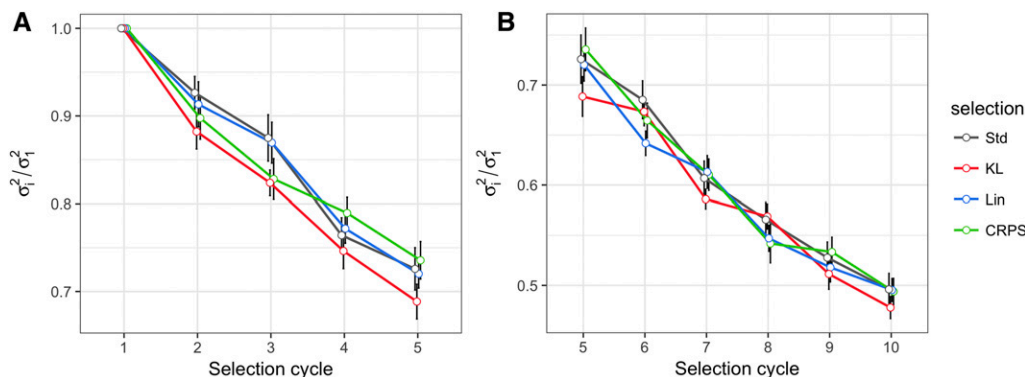 A
σ²ᵢ/σ²₁
1.0
0.9
0.8
0.7
1 2 3 4 5
Selection cycle
B
σ²ᵢ/σ²₁
0.7
0.6
0.5
5 6 7 8 9 10
Selection cycle
selection
Std
KL
Lin
CRPS